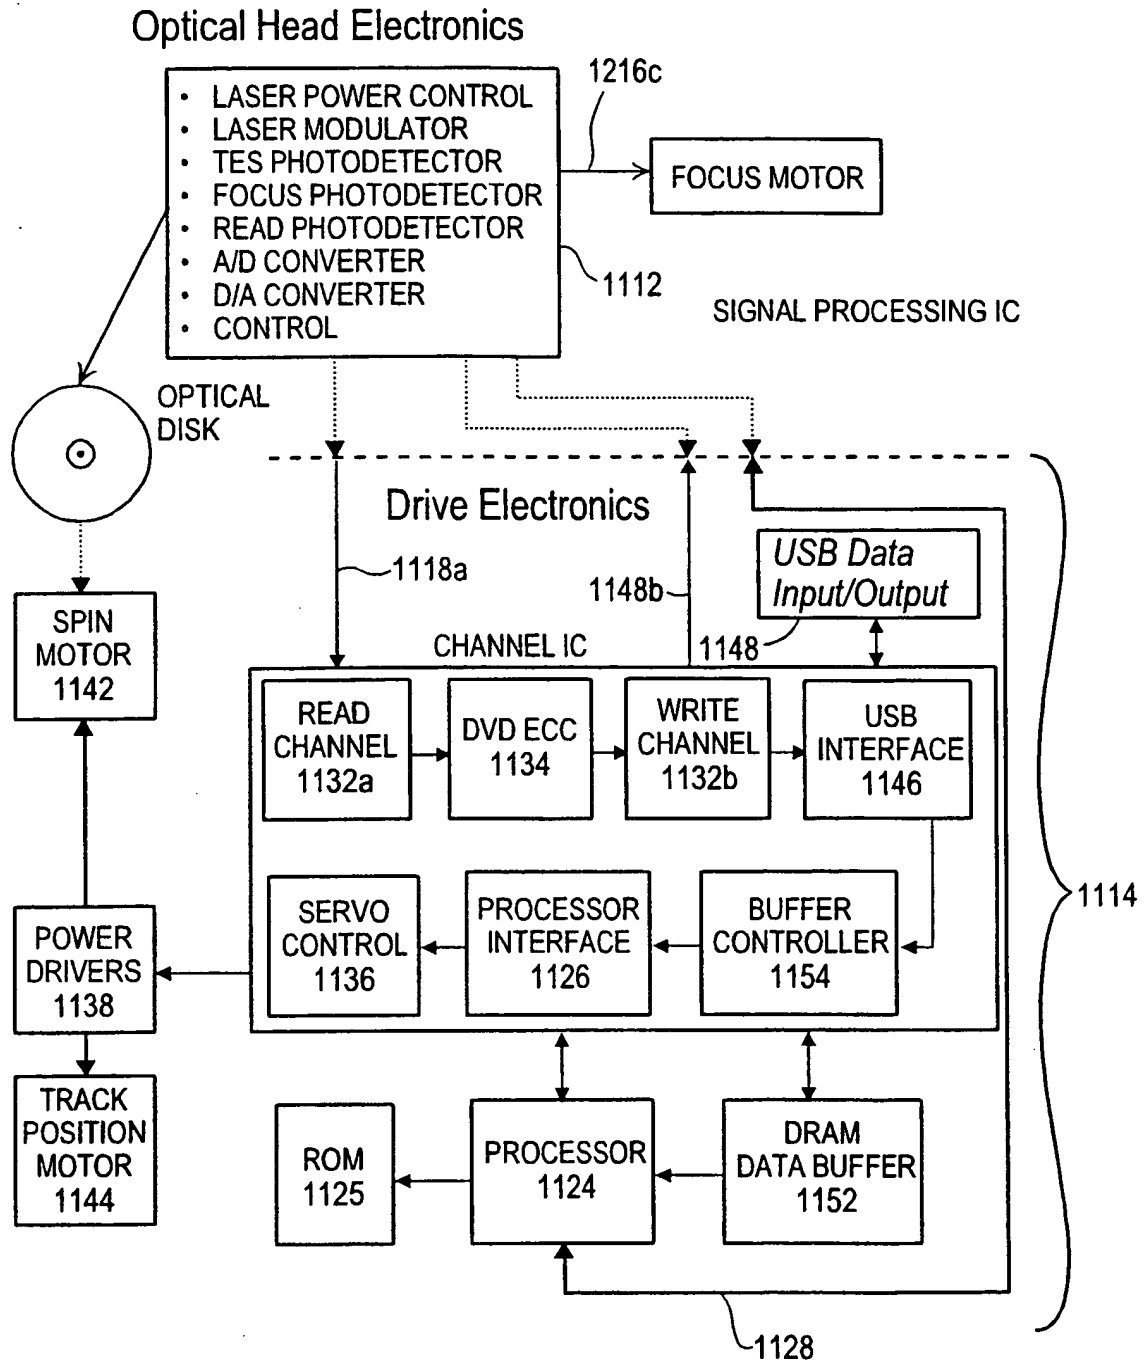 Optical Head Electronics
1216c
• LASER POWER CONTROL
• LASER MODULATOR
• TES PHOTODETECTOR
• FOCUS PHOTODETECTOR
• READ PHOTODETECTOR
• A/D CONVERTER
• D/A CONVERTER
• CONTROL
FOCUS MOTOR
1112
SIGNAL PROCESSING IC
OPTICAL
DISK
Drive Electronics
1118a
1148b
USB Data
Input/Output
1148
SPIN
MOTOR
1142
CHANNEL IC
READ
CHANNEL
1132a
DVD ECC
1134
WRITE
CHANNEL
1132b
USB
INTERFACE
1146
1114
POWER
DRIVERS
1138
SERVO
CONTROL
1136
PROCESSOR
INTERFACE
1126
BUFFER
CONTROLLER
1154
TRACK
POSITION
MOTOR
1144
ROM
1125
PROCESSOR
1124
DRAM
DATA BUFFER
1152
1128